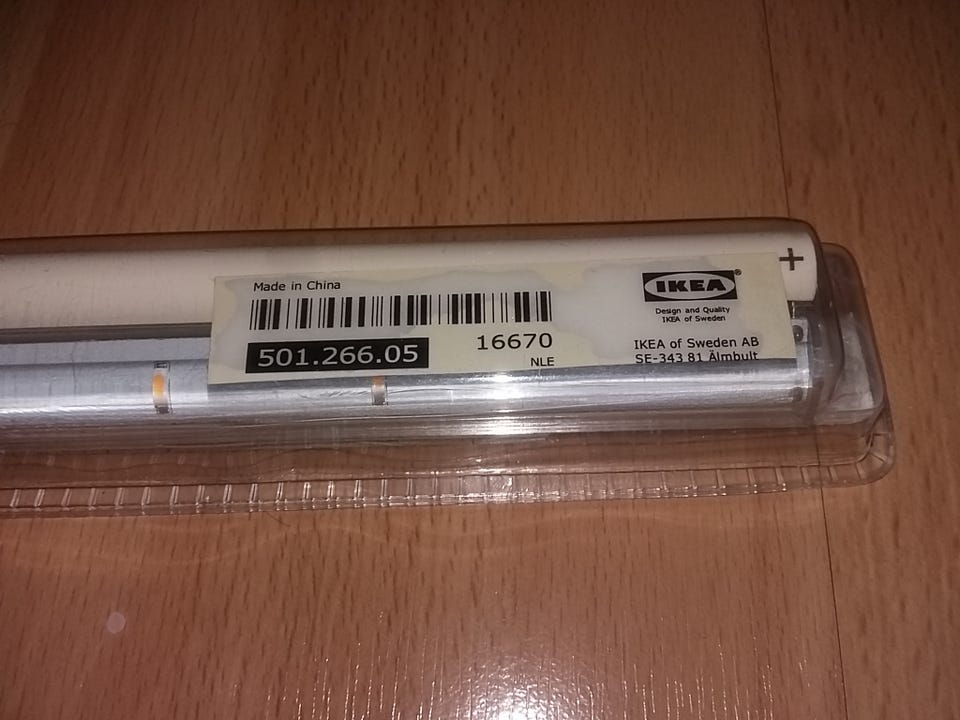 +
Made in China
501.266.05
16670
NLE
IKEA®
Design and Quality
IKEA of Sweden
IKEA of Sweden AB
SE-343 81 Älmhult